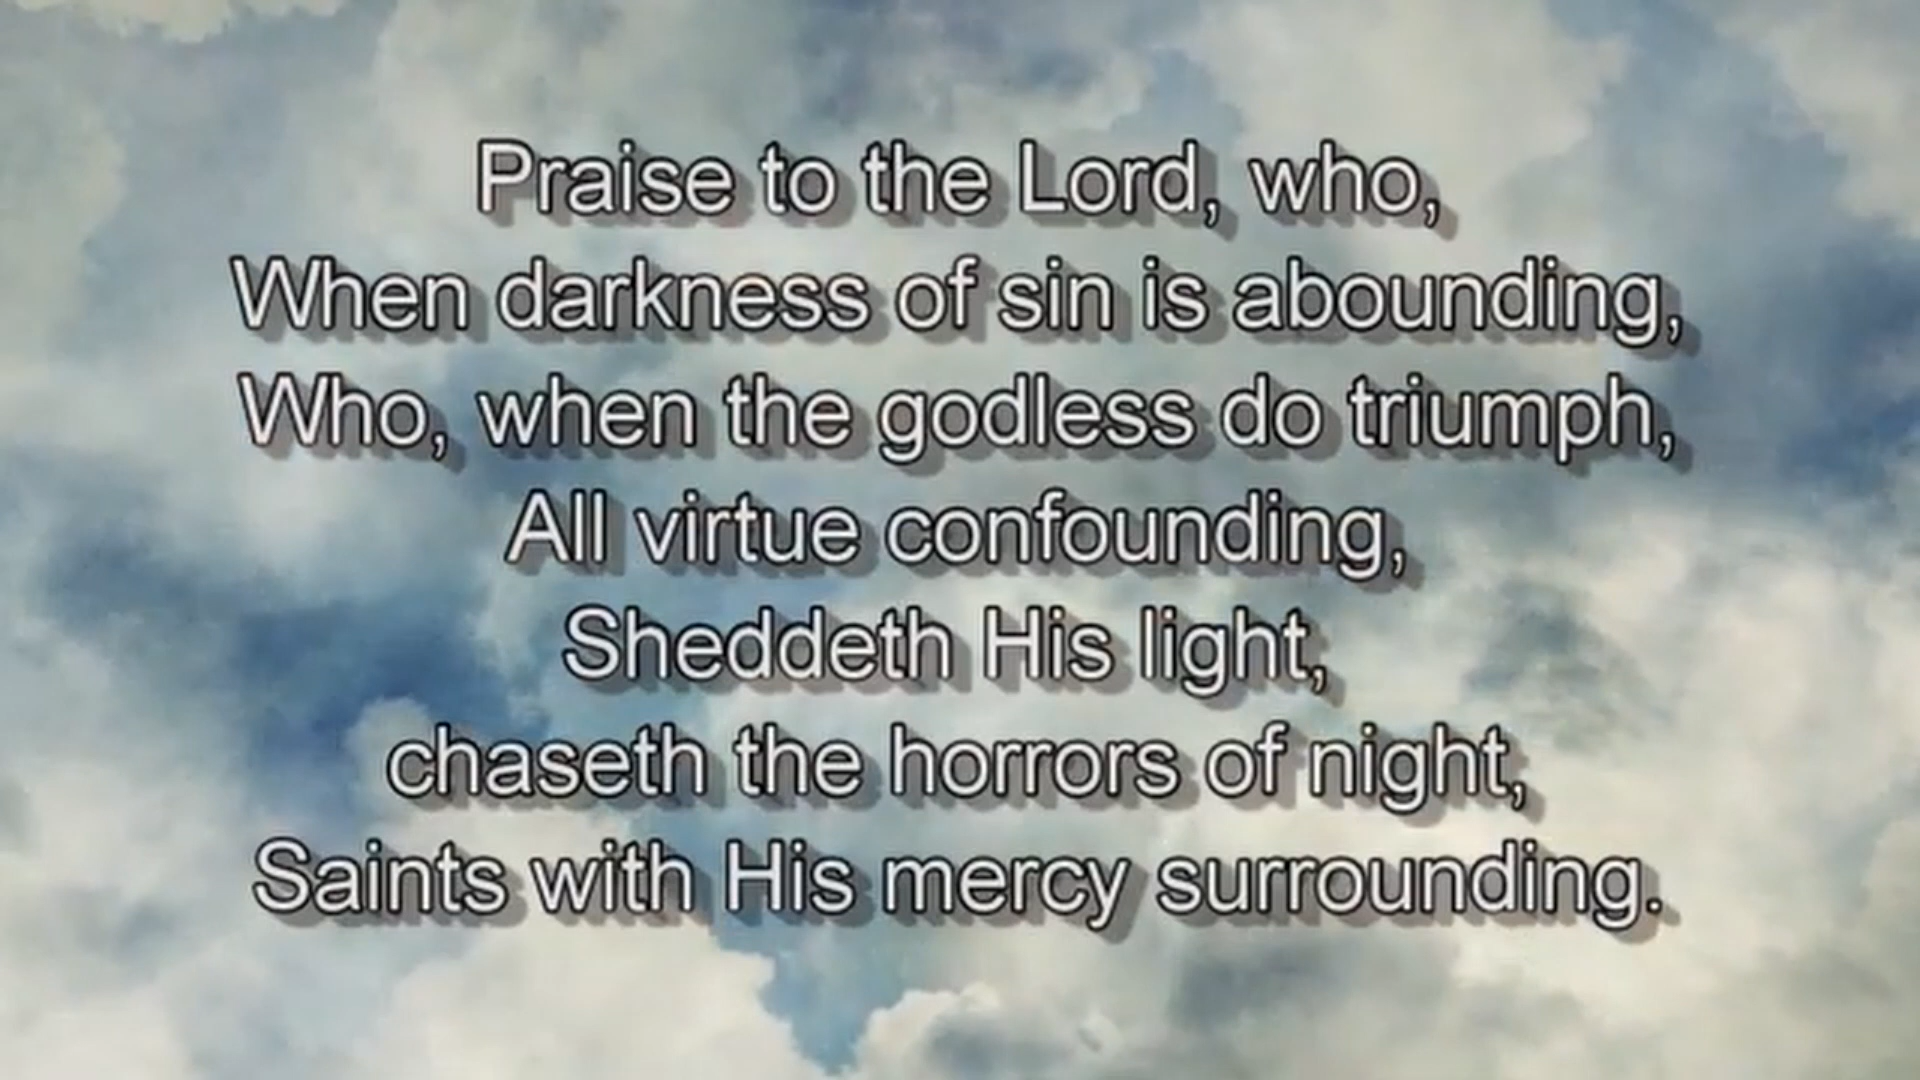 Praise to the Lord, who,
When darkness of sin is abounding,
Who, when the godless do triumph,
All virtue confounding,
Sheddeth His light,
chaseth the horrors of night,
Saints with His mercy surrounding.